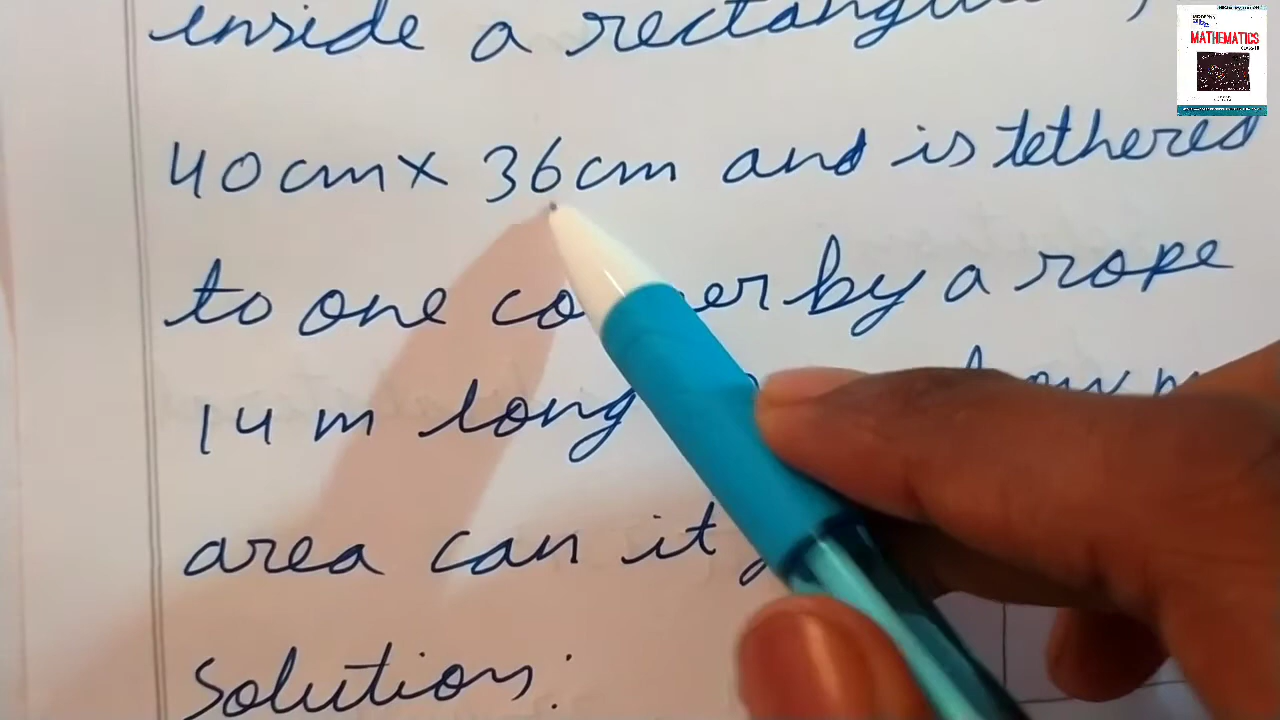 inside a rectangular
40cm x 36cm and is tethered
to one corner by a rope
14 m long
area can it
Solution:
MATHEMATICS